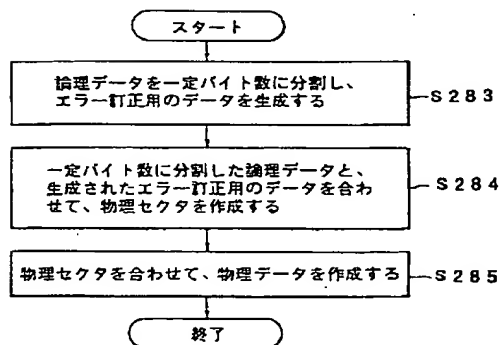 スタート
論理データを一定バイト数に分割し、
エラー訂正用のデータを生成する
S283
一定バイト数に分割した論理データと、
生成されたエラー訂正用のデータを合わ
せて、物理セクタを作成する
S284
物理セクタを合わせて、物理データを作成する
S285
終了